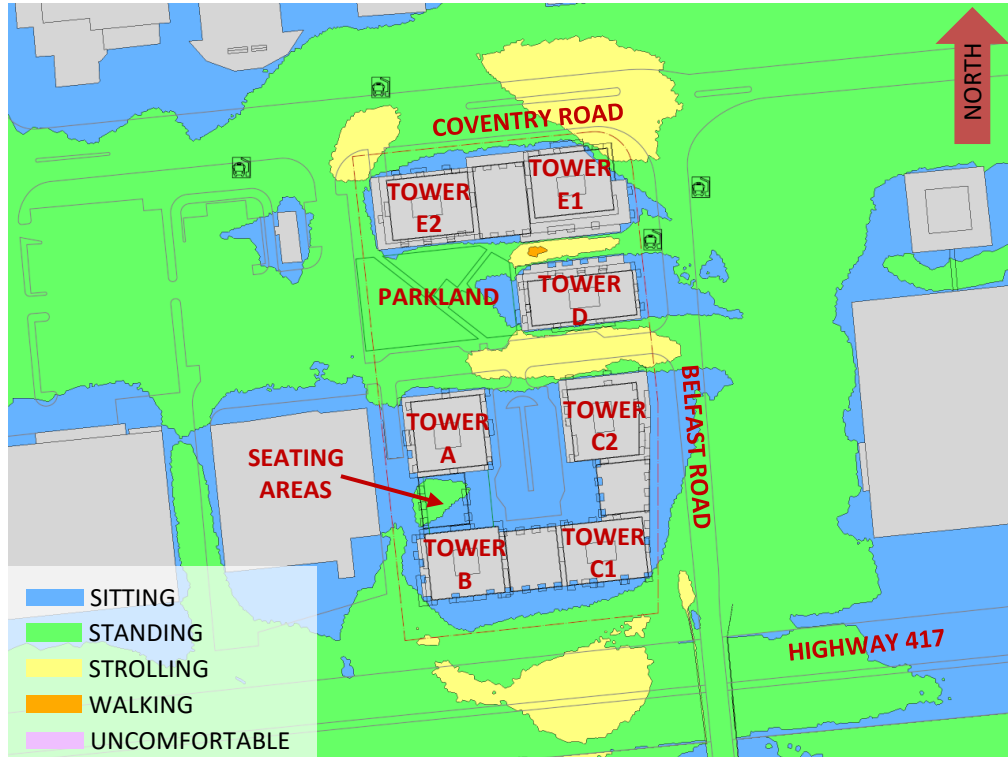 NORTH
COVENTRY ROAD
TOWER
E2
TOWER
E1
PARKLAND
TOWER
D
BELFAST ROAD
TOWER
A
TOWER
C2
SEATING
AREAS
TOWER
B
TOWER
C1
HIGHWAY 417
SITTING
STANDING
STROLLING
WALKING
UNCOMFORTABLE